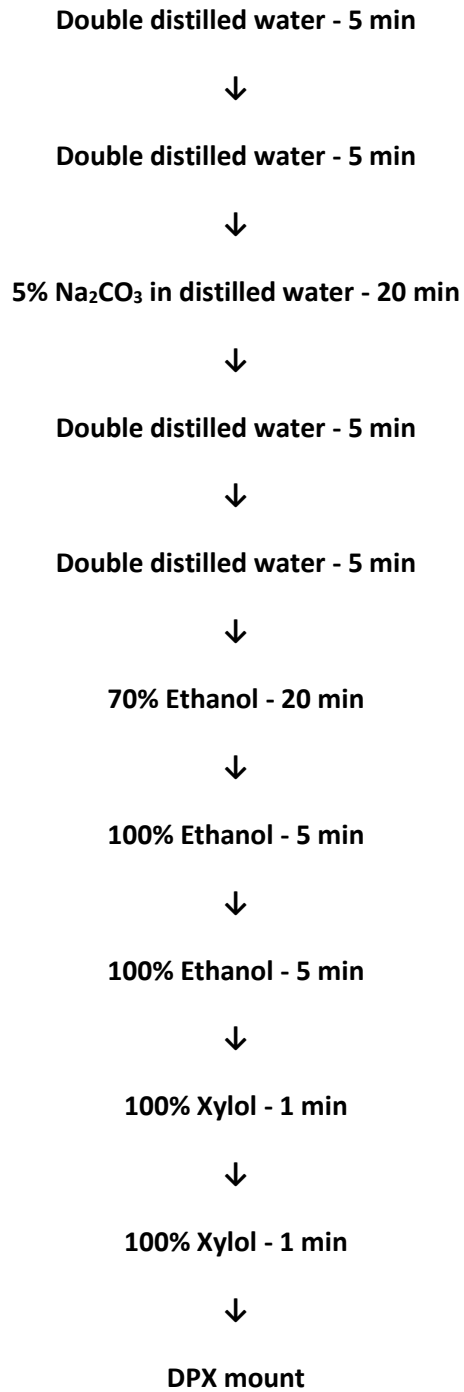 Double distilled water - 5 min
↓
Double distilled water - 5 min
↓
5% Na₂CO₃ in distilled water - 20 min
↓
Double distilled water - 5 min
↓
Double distilled water - 5 min
↓
70% Ethanol - 20 min
↓
100% Ethanol - 5 min
↓
100% Ethanol - 5 min
↓
100% Xylol - 1 min
↓
100% Xylol - 1 min
↓
DPX mount